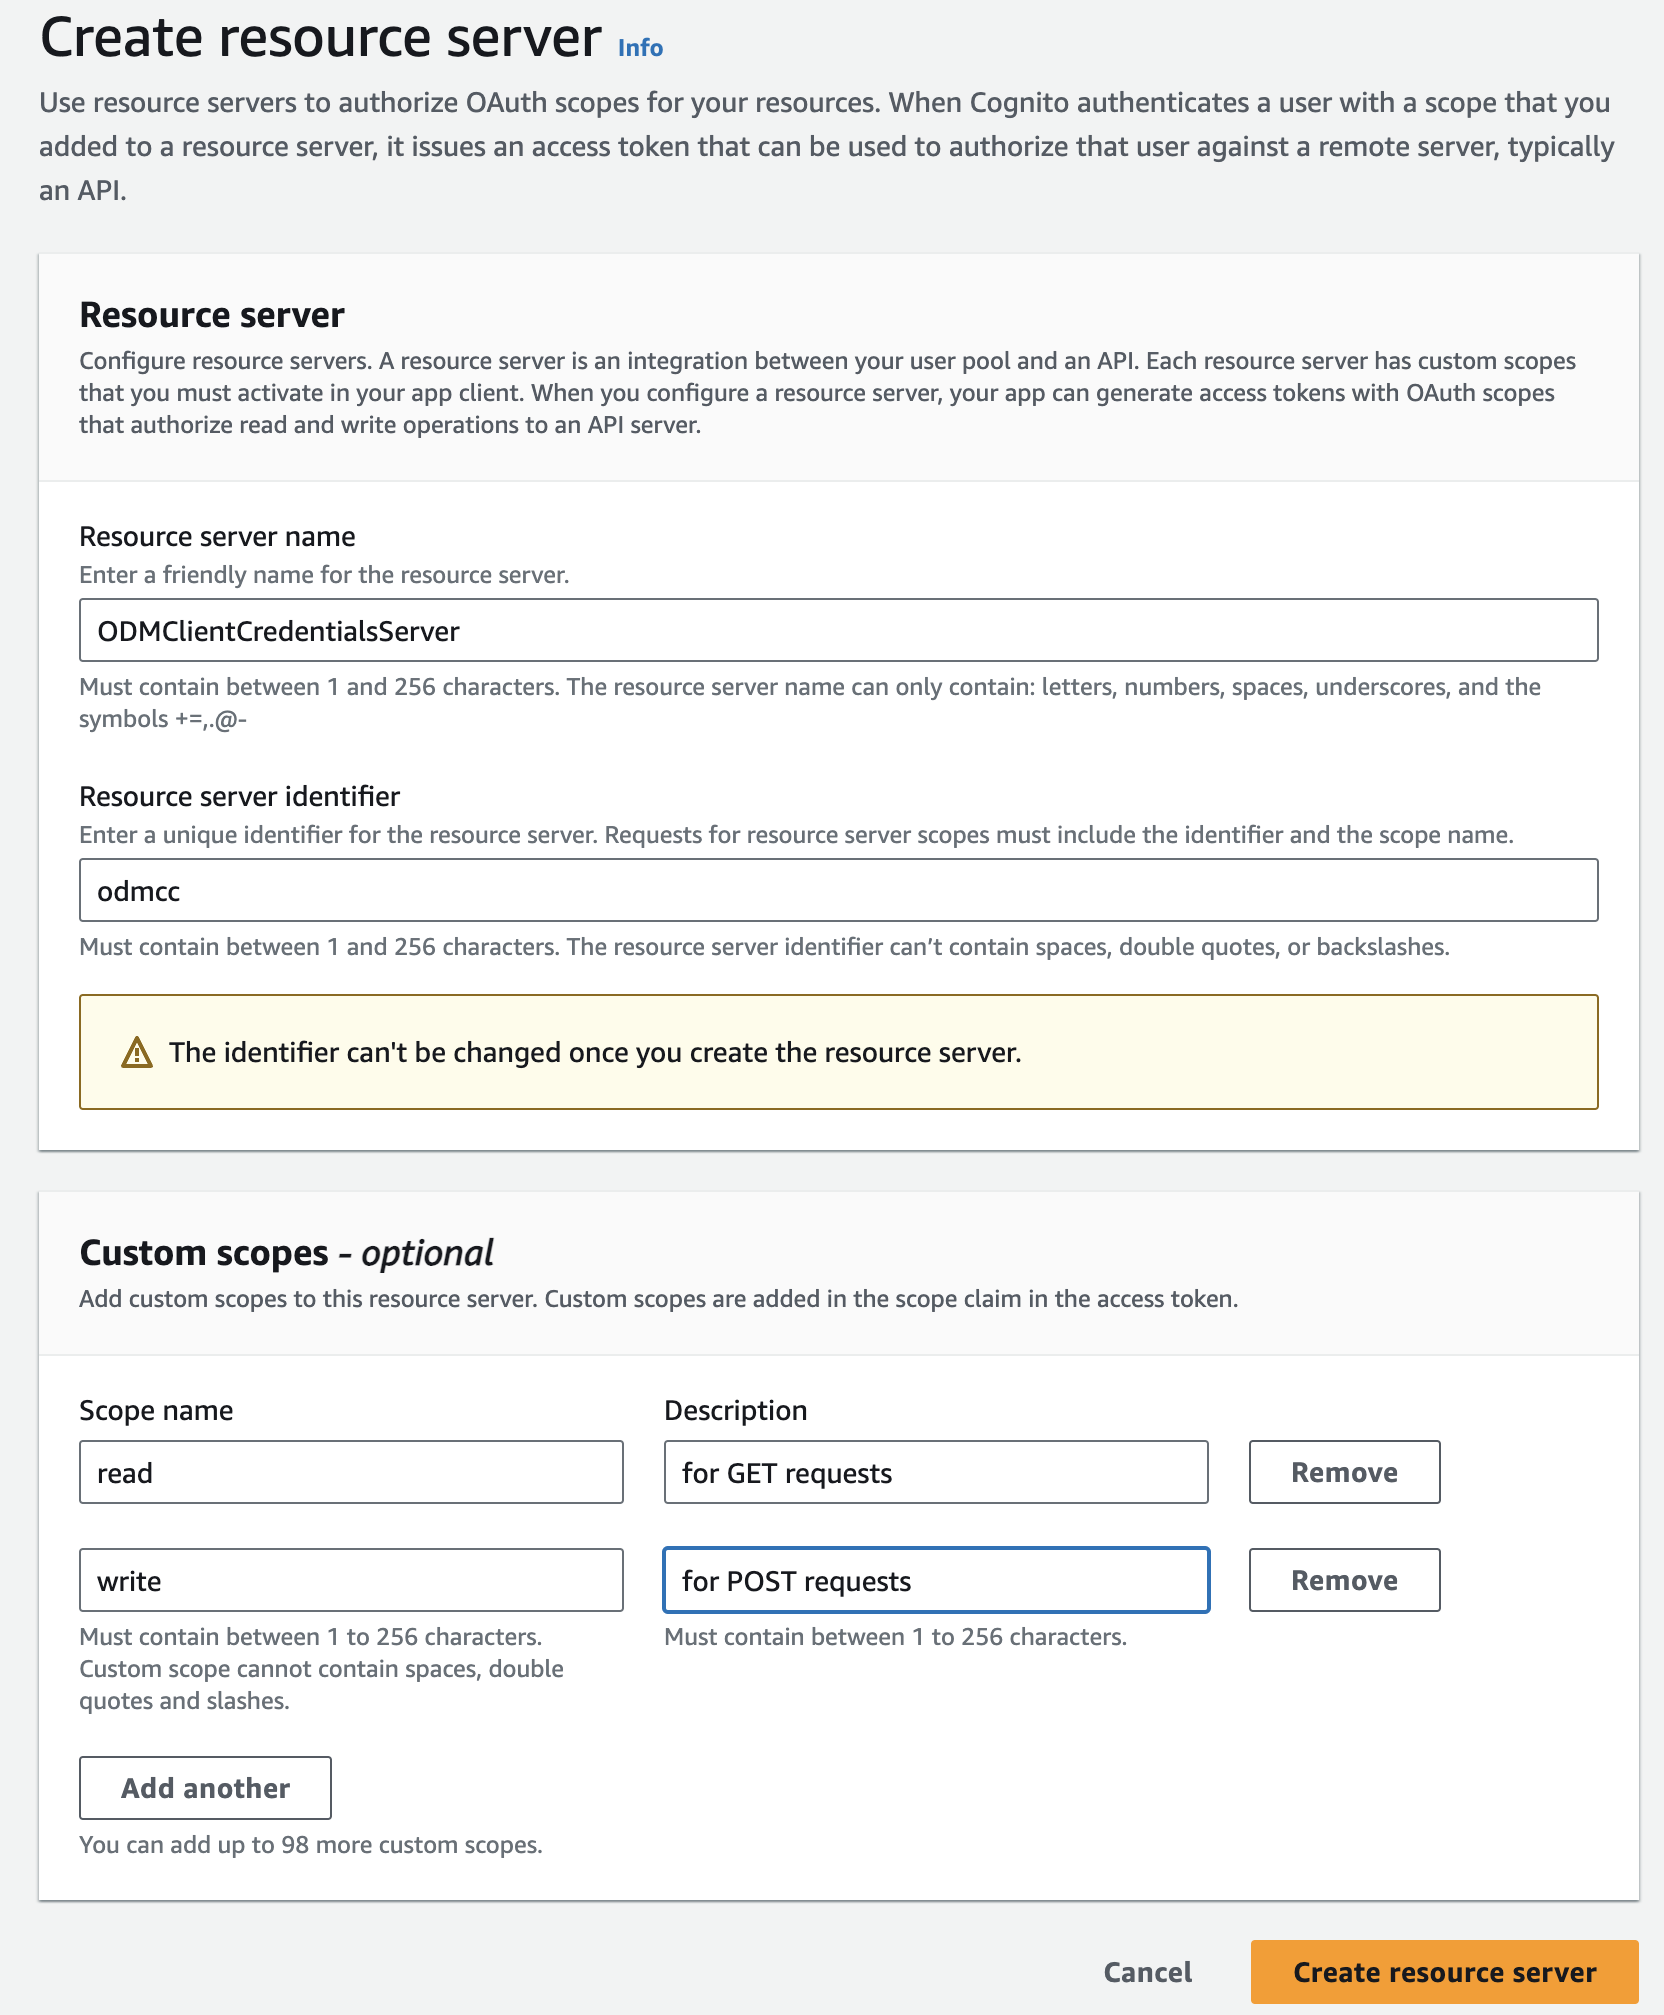 Create resource server Info
Use resource servers to authorize OAuth scopes for your resources. When Cognito authenticates a user with a scope that you
added to a resource server, it issues an access token that can be used to authorize that user against a remote server, typically
an API.
Resource server
Configure resource servers. A resource server is an integration between your user pool and an API. Each resource server has custom scopes
that you must activate in your app client. When you configure a resource server, your app can generate access tokens with OAuth scopes
that authorize read and write operations to an API server.
Resource server name
Enter a friendly name for the resource server.
ODMClientCredentialsServer
Must contain between 1 and 256 characters. The resource server name can only contain: letters, numbers, spaces, underscores, and the
symbols +=,.@-
Resource server identifier
Enter a unique identifier for the resource server. Requests for resource server scopes must include the identifier and the scope name.
odmcc
Must contain between 1 and 256 characters. The resource server identifier can’t contain spaces, double quotes, or backslashes.
The identifier can't be changed once you create the resource server.
Custom scopes - optional
Add custom scopes to this resource server. Custom scopes are added in the scope claim in the access token.
Scope name Description
read for GET requests Remove
write for POST requests Remove
Must contain between 1 to 256 characters. Must contain between 1 to 256 characters.
Custom scope cannot contain spaces, double
quotes and slashes.
Add another
You can add up to 98 more custom scopes.
Cancel Create resource server